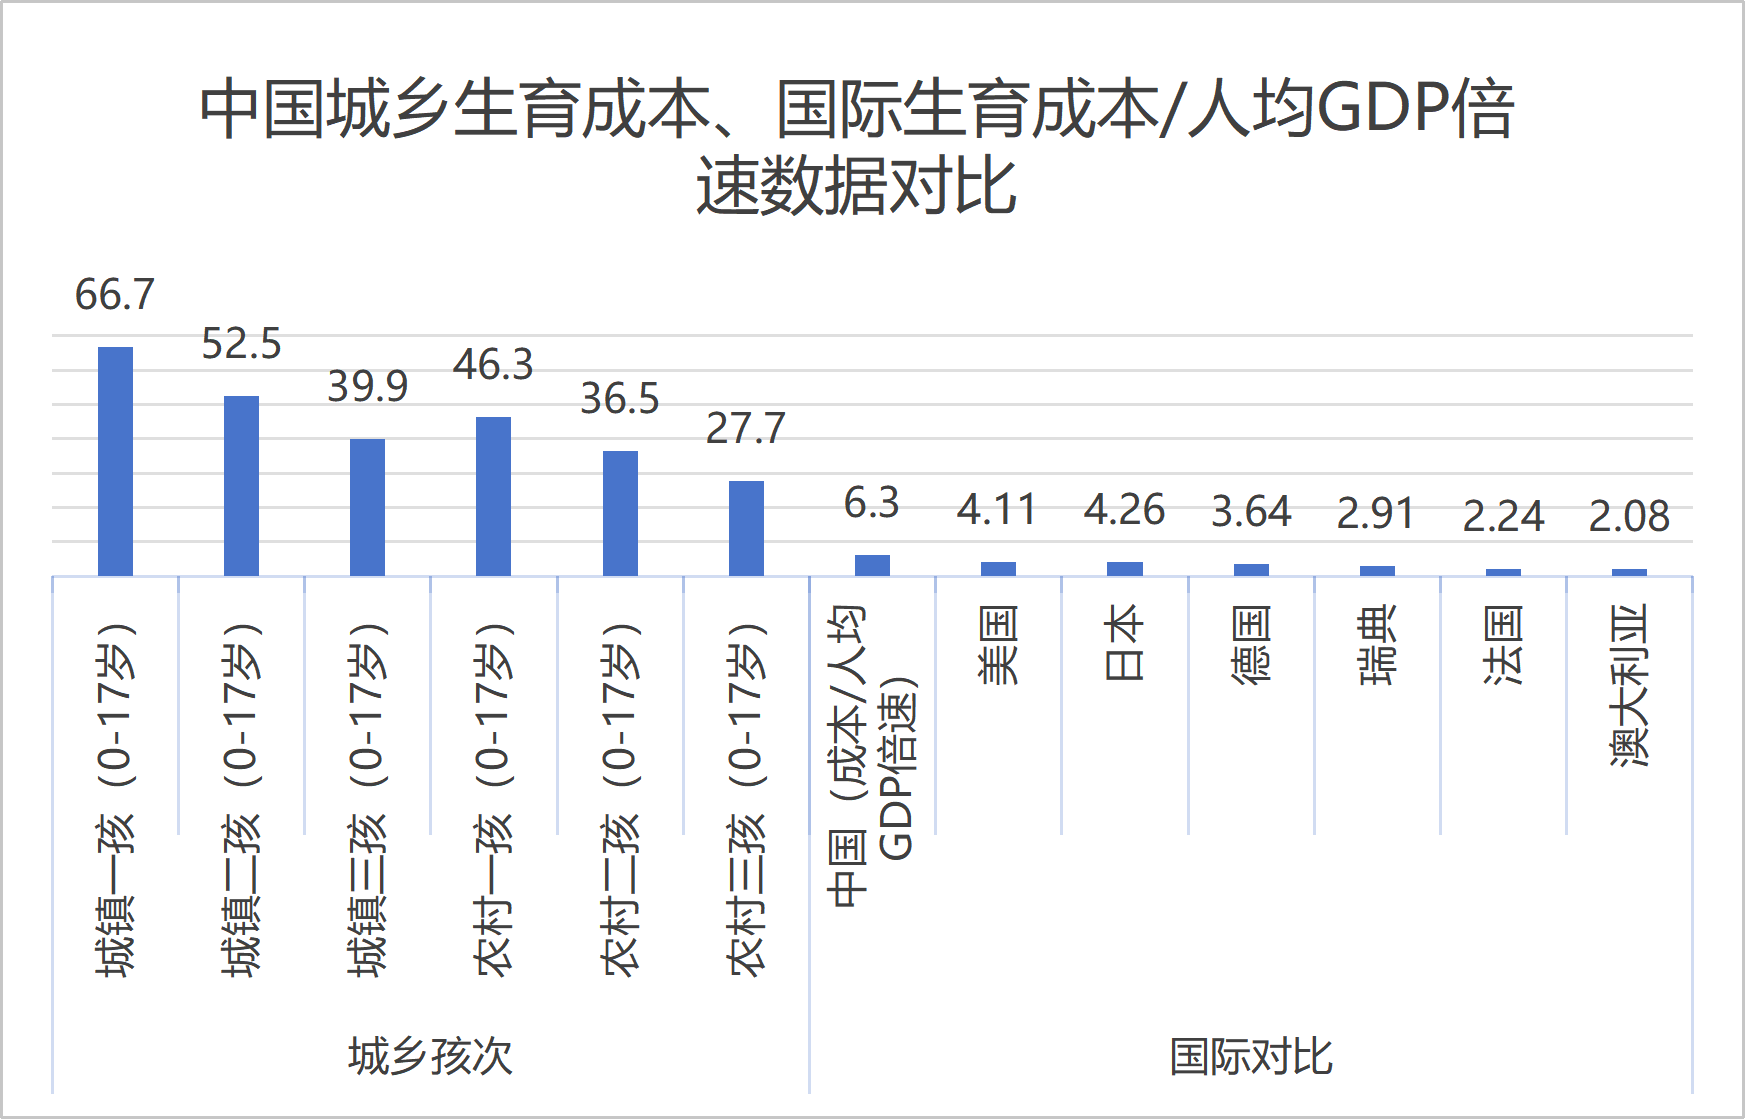 中国城乡生育成本、国际生育成本/人均GDP倍
速数据对比
66.7
52.5
39.9
46.3
36.5
27.7
6.3
4.11
4.26
3.64
2.91
2.24
2.08
城镇一孩（0-17岁）
城镇二孩（0-17岁）
城镇三孩（0-17岁）
农村一孩（0-17岁）
农村二孩（0-17岁）
农村三孩（0-17岁）
中国（成本/人均
GDP倍速）
美国
日本
德国
瑞典
法国
澳大利亚
城乡孩次
国际对比